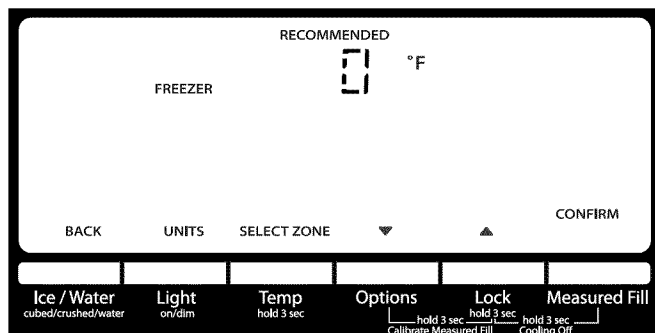 RECOMMENDED
0 °F
FREEZER
CONFIRM
BACK UNITS SELECT ZONE ▼ ▲
Ice / Water Light Temp Options Lock Measured Fill
cubed/crushed/water on/dim hold 3 sec hold 3 sec
hold 3 sec hold 3 sec
Calibrate Measured Fill Cooling Off